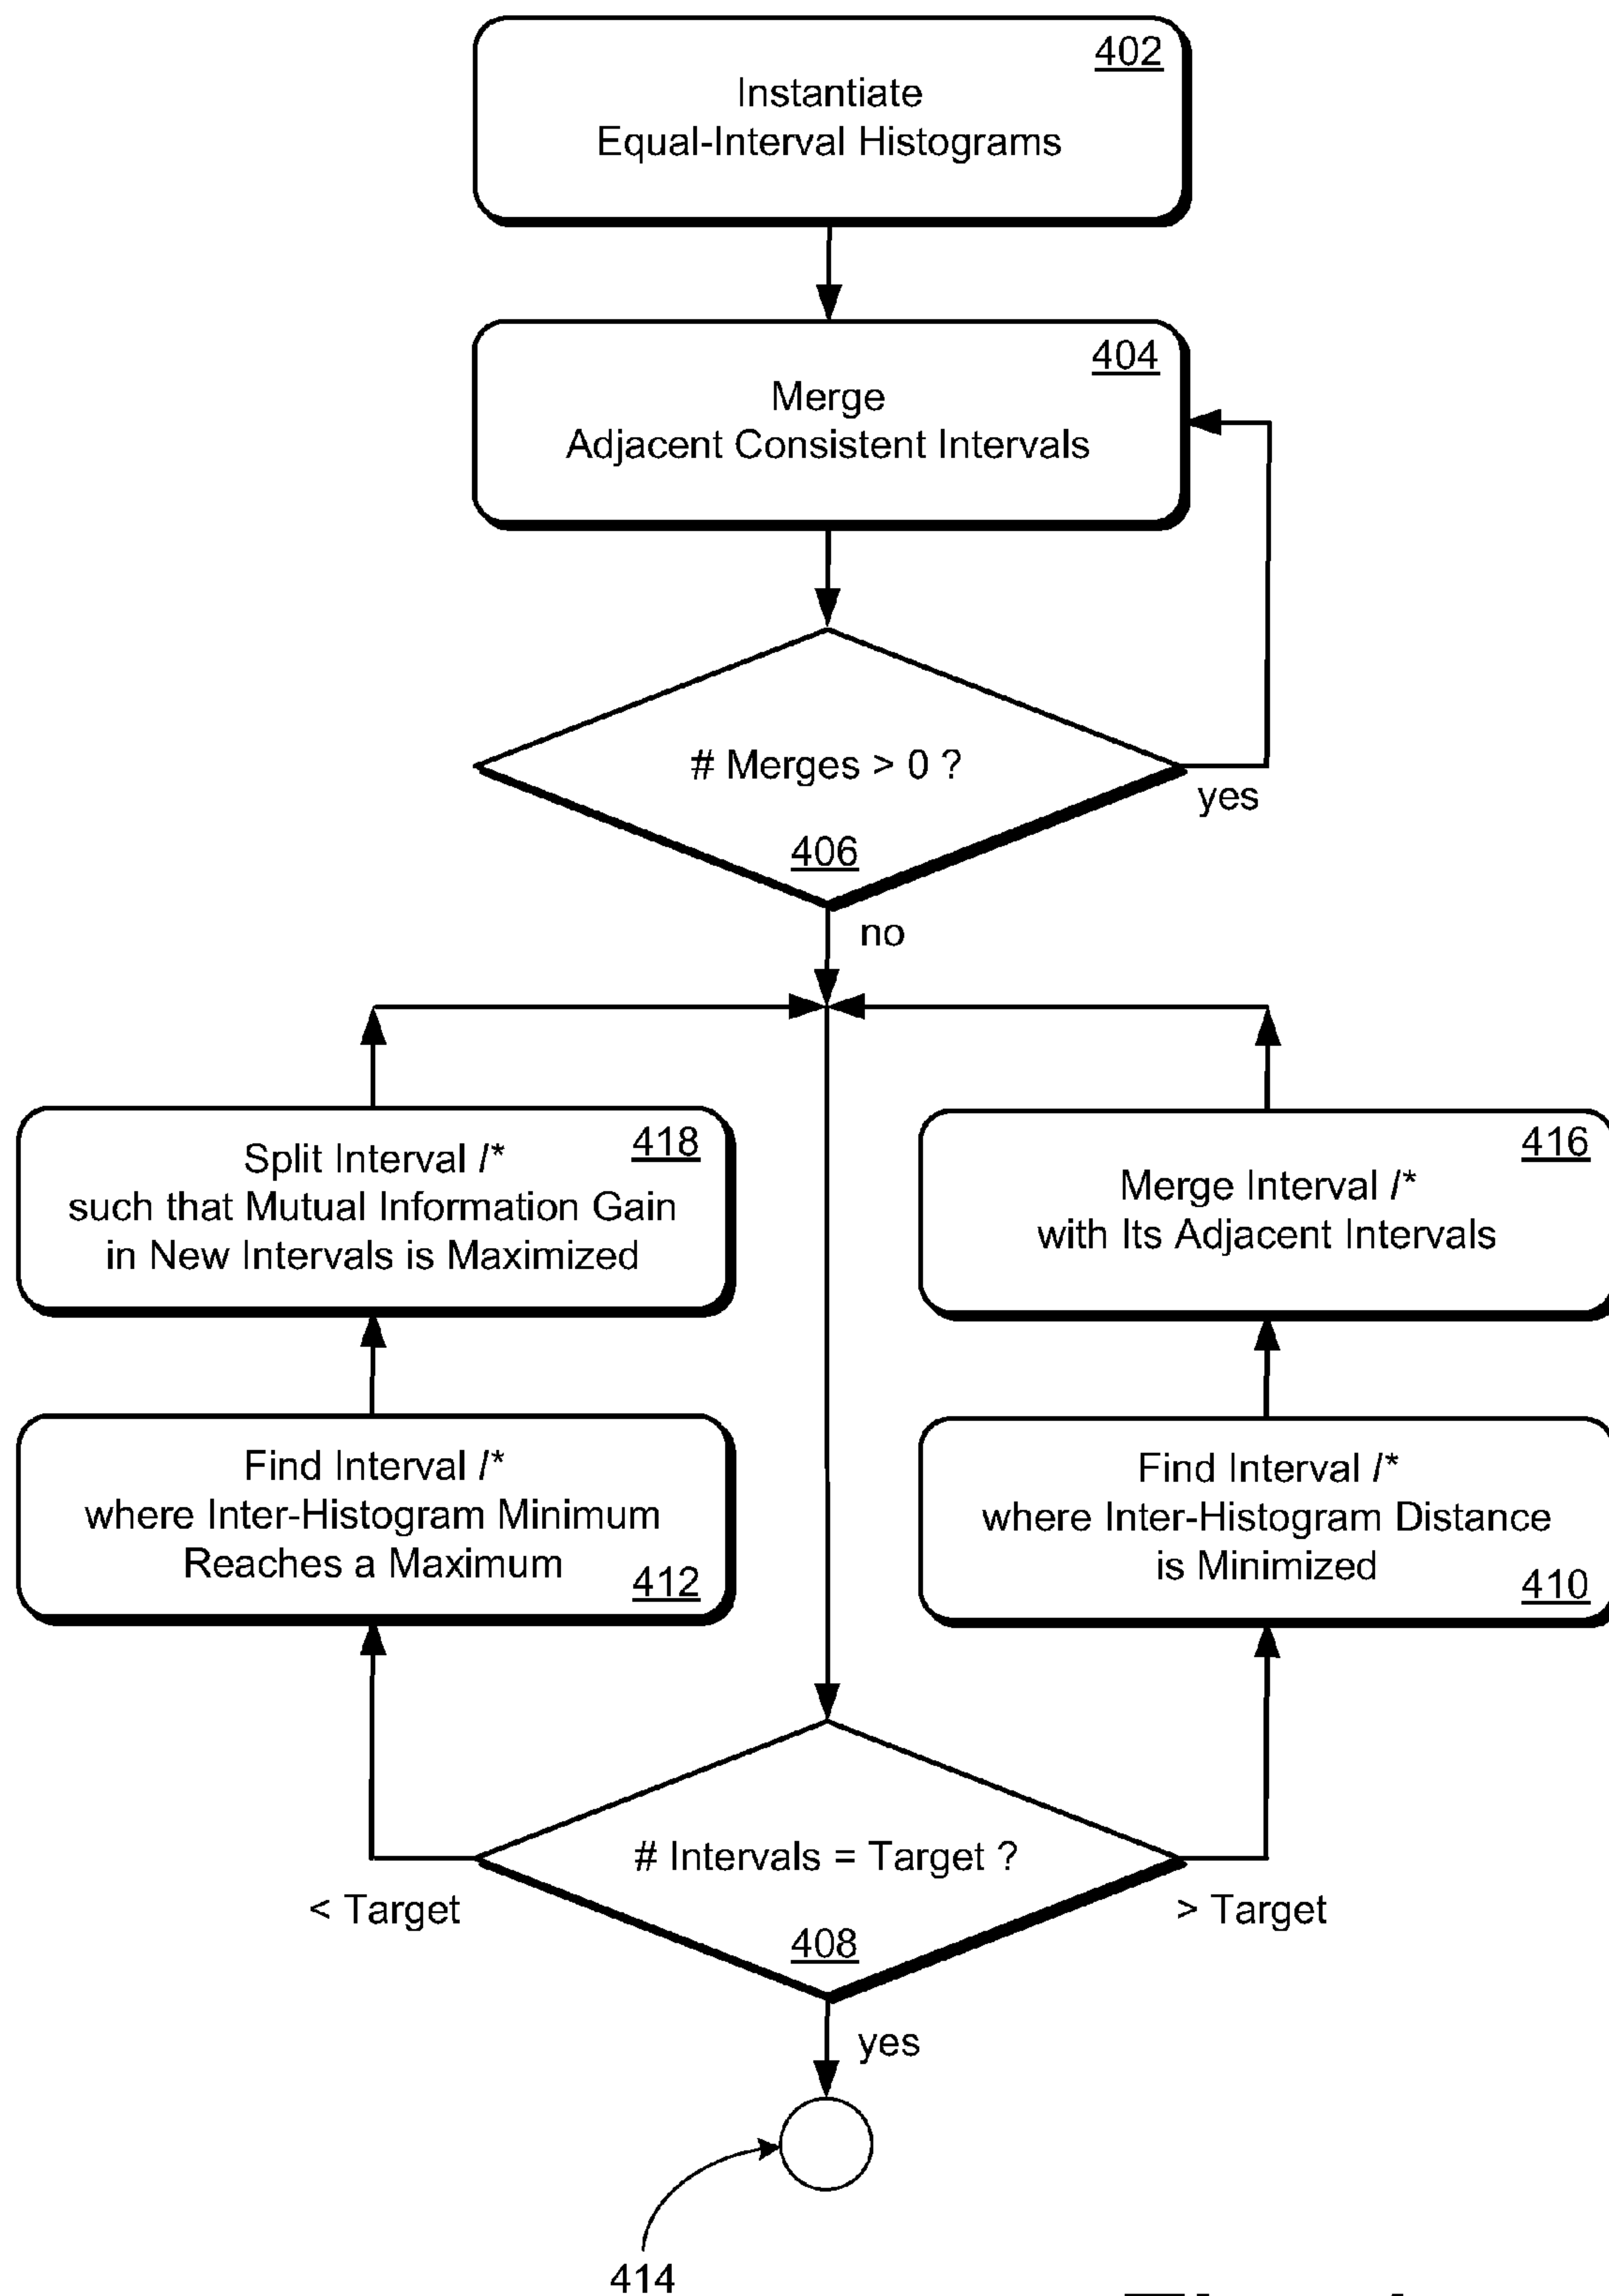 402
Instantiate
Equal-Interval Histograms
404
Merge
Adjacent Consistent Intervals
# Merges > 0 ?
yes
406
no
418
Split Interval I*
such that Mutual Information Gain
in New Intervals is Maximized
416
Merge Interval I*
with Its Adjacent Intervals
Find Interval I*
where Inter-Histogram Minimum
Reaches a Maximum
412
Find Interval I*
where Inter-Histogram Distance
is Minimized
410
# Intervals = Target ?
< Target
> Target
408
yes
414